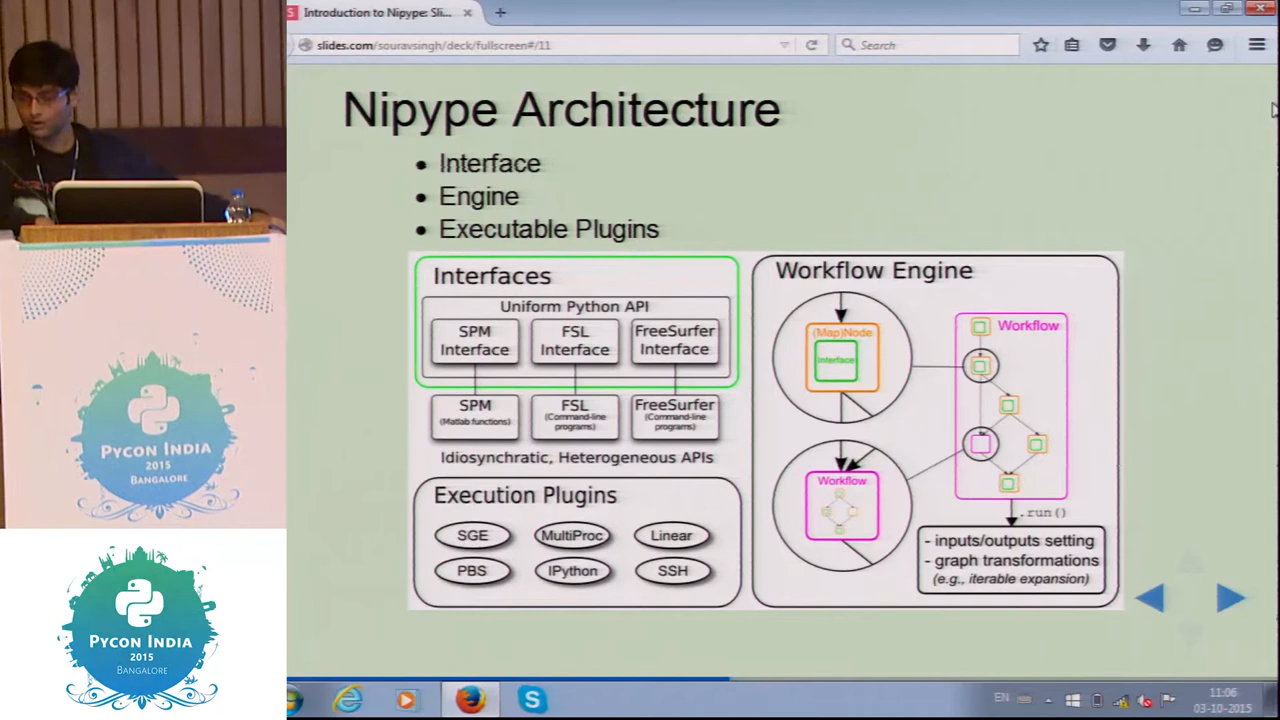 Introduction to Nipype: Sli...
slides.com/souravsingh/deck/fullscreen#/11
Search
Nipype Architecture
• Interface
• Engine
• Executable Plugins
Interfaces
Uniform Python API
SPM
Interface
FSL
Interface
FreeSurfer
Interface
SPM
(Matlab functions)
FSL
(Command-line
programs)
FreeSurfer
(Command-line
programs)
Idiosynchratic, Heterogeneous APIs
Execution Plugins
SGE
MultiProc
Linear
PBS
IPython
SSH
Workflow Engine
(Map)Node
Interface
Workflow
Workflow
.run()
- inputs/outputs setting
- graph transformations
(e.g., iterable expansion)
PYCON INDIA
2015
BANGALORE
PYCON INDIA
2015
BANGALORE
EN
11:06
03-10-2015